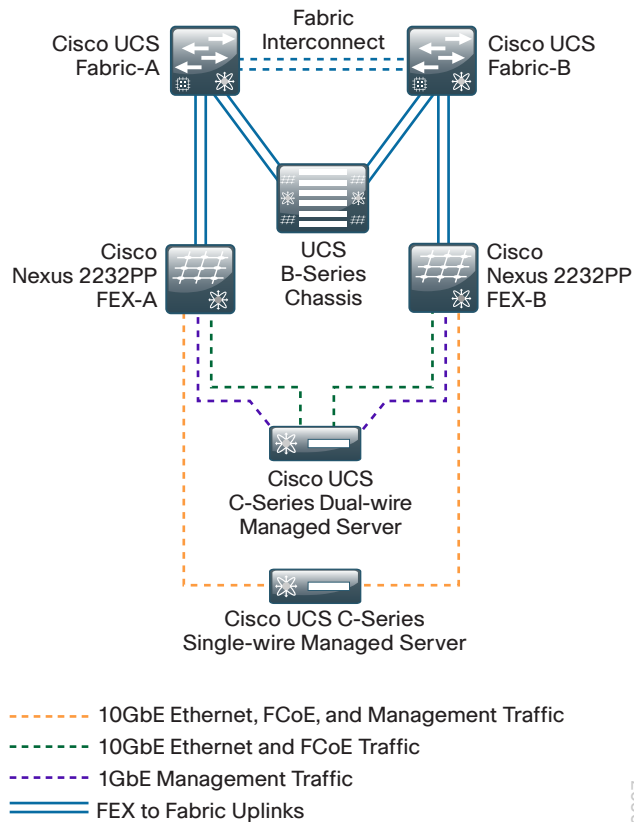 Fabric
Interconnect
Cisco UCS
Fabric-A
Cisco UCS
Fabric-B
UCS
B-Series
Chassis
Cisco
Nexus 2232PP
FEX-A
Cisco
Nexus 2232PP
FEX-B
Cisco UCS
C-Series Dual-wire
Managed Server
Cisco UCS C-Series
Single-wire Managed Server
10GbE Ethernet, FCoE, and Management Traffic
10GbE Ethernet and FCoE Traffic
1GbE Management Traffic
FEX to Fabric Uplinks